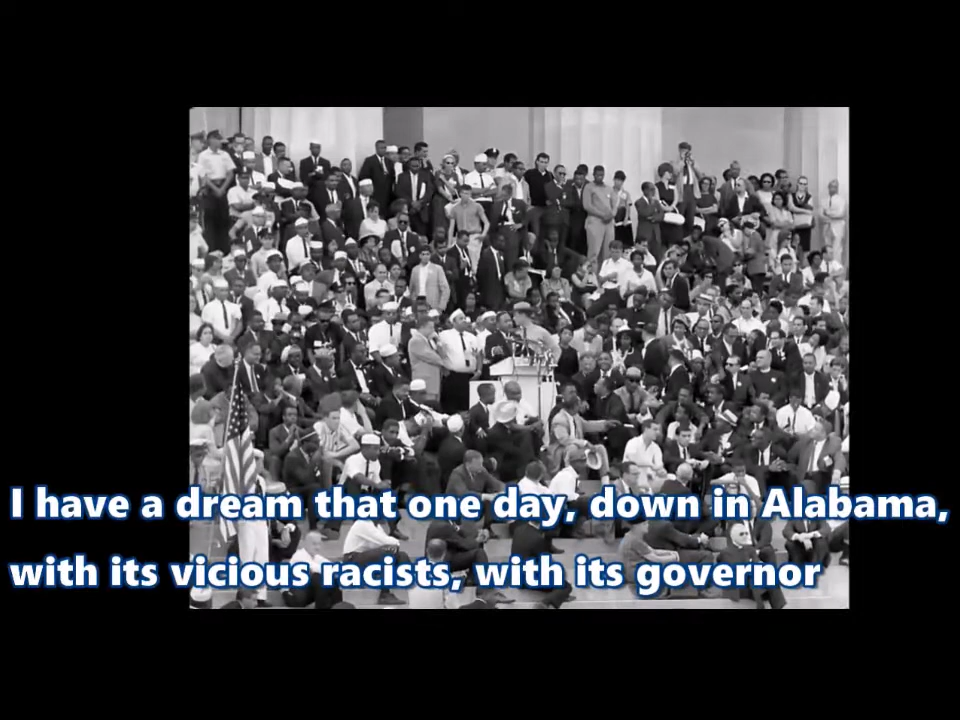 I have a dream that one day, down in Alabama,
with its vicious racists, with its governor